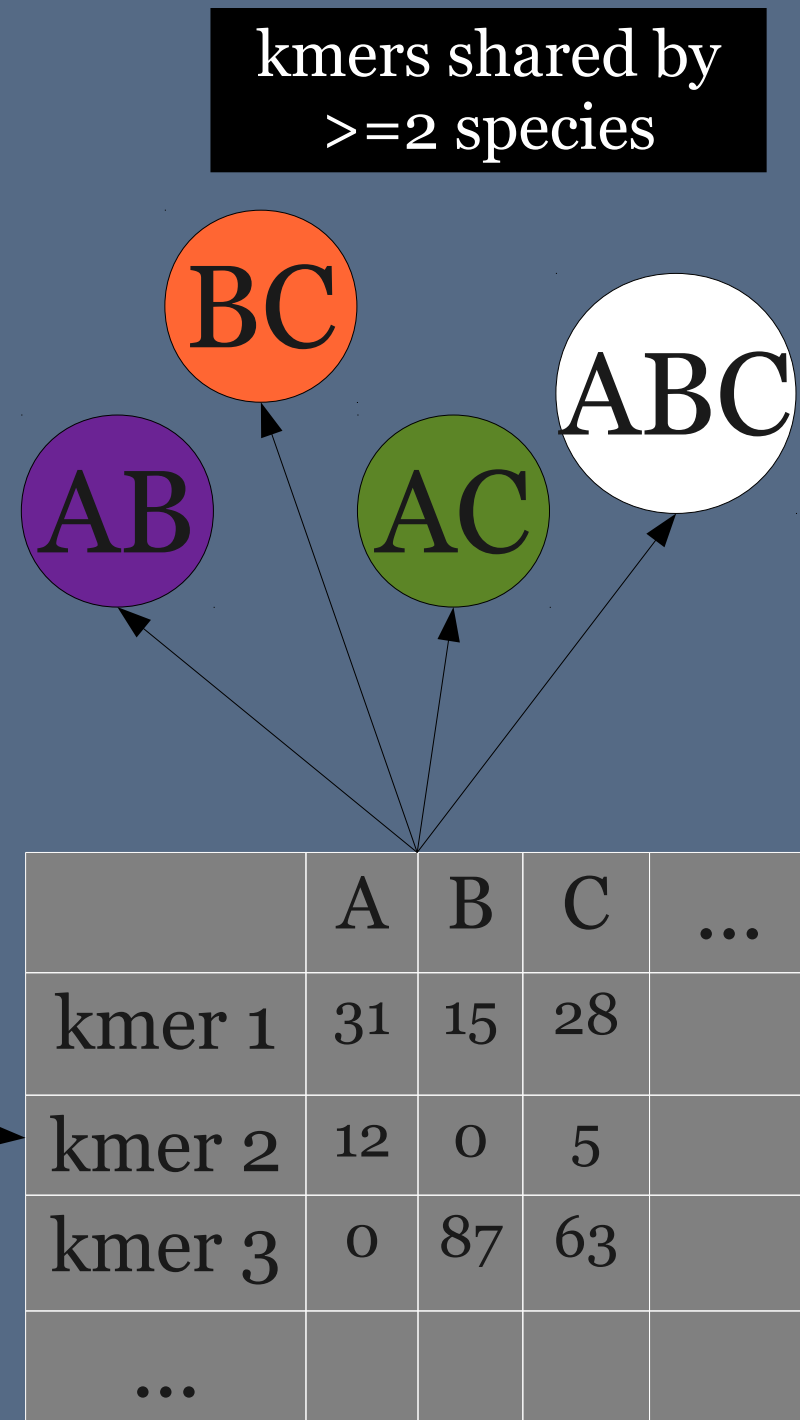 kmers shared by
>=2 species
BC
ABC
AB
AC
A B C ...
kmer 1 31 15 28
kmer 2 12 0 5
kmer 3 0 87 63
...